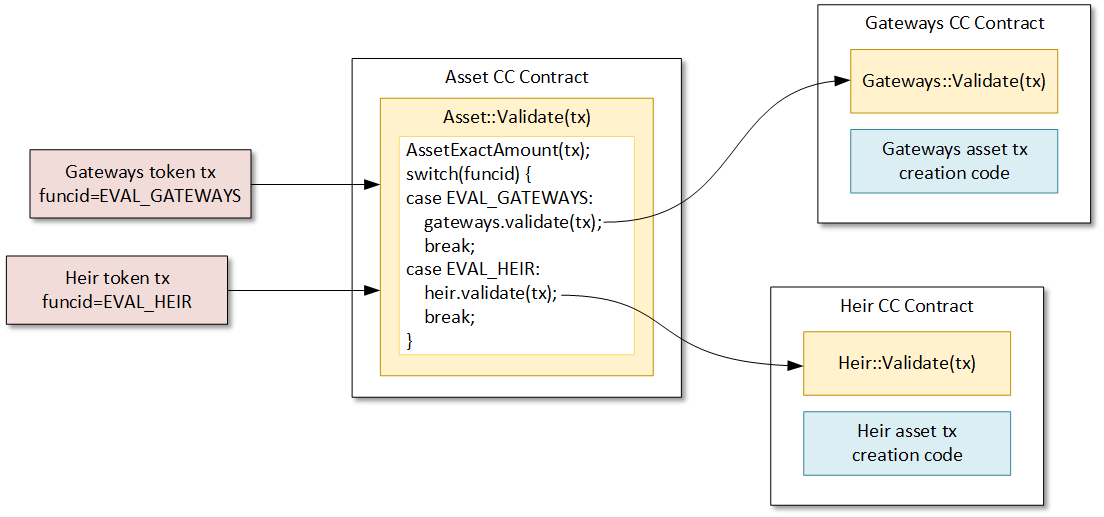 Gateways token tx
funcid=EVAL_GATEWAYS
Heir token tx
funcid=EVAL_HEIR
Asset CC Contract
Asset::Validate(tx)
AssetExactAmount(tx);
switch(funcid) {
case EVAL_GATEWAYS:
gateways.validate(tx);
break;
case EVAL_HEIR:
heir.validate(tx);
break;
}
Gateways CC Contract
Gateways::Validate(tx)
Gateways asset tx
creation code
Heir CC Contract
Heir::Validate(tx)
Heir asset tx
creation code